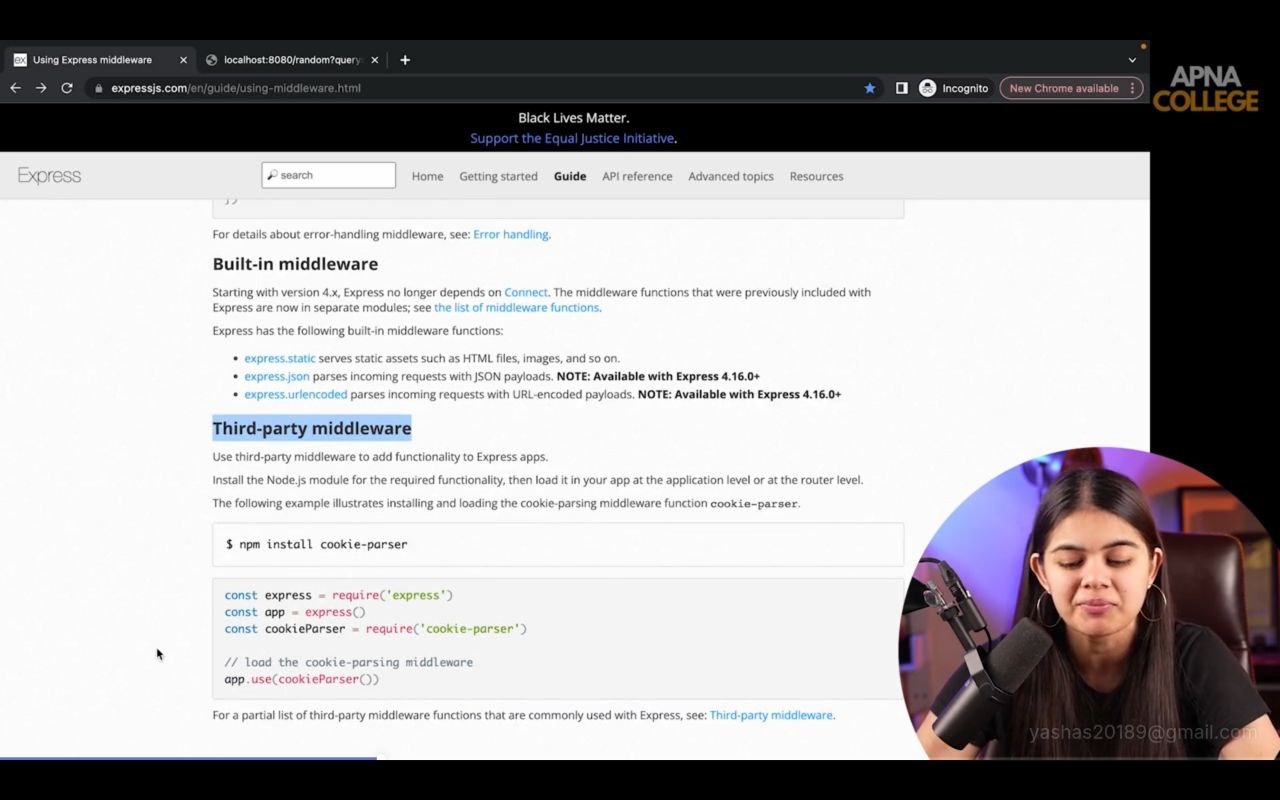 Using Express middleware
localhost:8080/random?query
APNA
COLLEGE
expressjs.com/en/guide/using-middleware.html
Incognito
New Chrome available
Black Lives Matter.
Support the Equal Justice Initiative.
Express
search
Home
Getting started
Guide
API reference
Advanced topics
Resources
For details about error-handling middleware, see: Error handling.
Built-in middleware
Starting with version 4.x, Express no longer depends on Connect. The middleware functions that were previously included with
Express are now in separate modules; see the list of middleware functions.
Express has the following built-in middleware functions:
• express.static serves static assets such as HTML files, images, and so on.
• express.json parses incoming requests with JSON payloads. NOTE: Available with Express 4.16.0+
• express.urlencoded parses incoming requests with URL-encoded payloads. NOTE: Available with Express 4.16.0+
Third-party middleware
Use third-party middleware to add functionality to Express apps.
Install the Node.js module for the required functionality, then load it in your app at the application level or at the router level.
The following example illustrates installing and loading the cookie-parsing middleware function cookie-parser.
$ npm install cookie-parser
const express = require('express')
const app = express()
const cookieParser = require('cookie-parser')
// load the cookie-parsing middleware
app.use(cookieParser())
For a partial list of third-party middleware functions that are commonly used with Express, see: Third-party middleware.
yashas20189@gmail.com